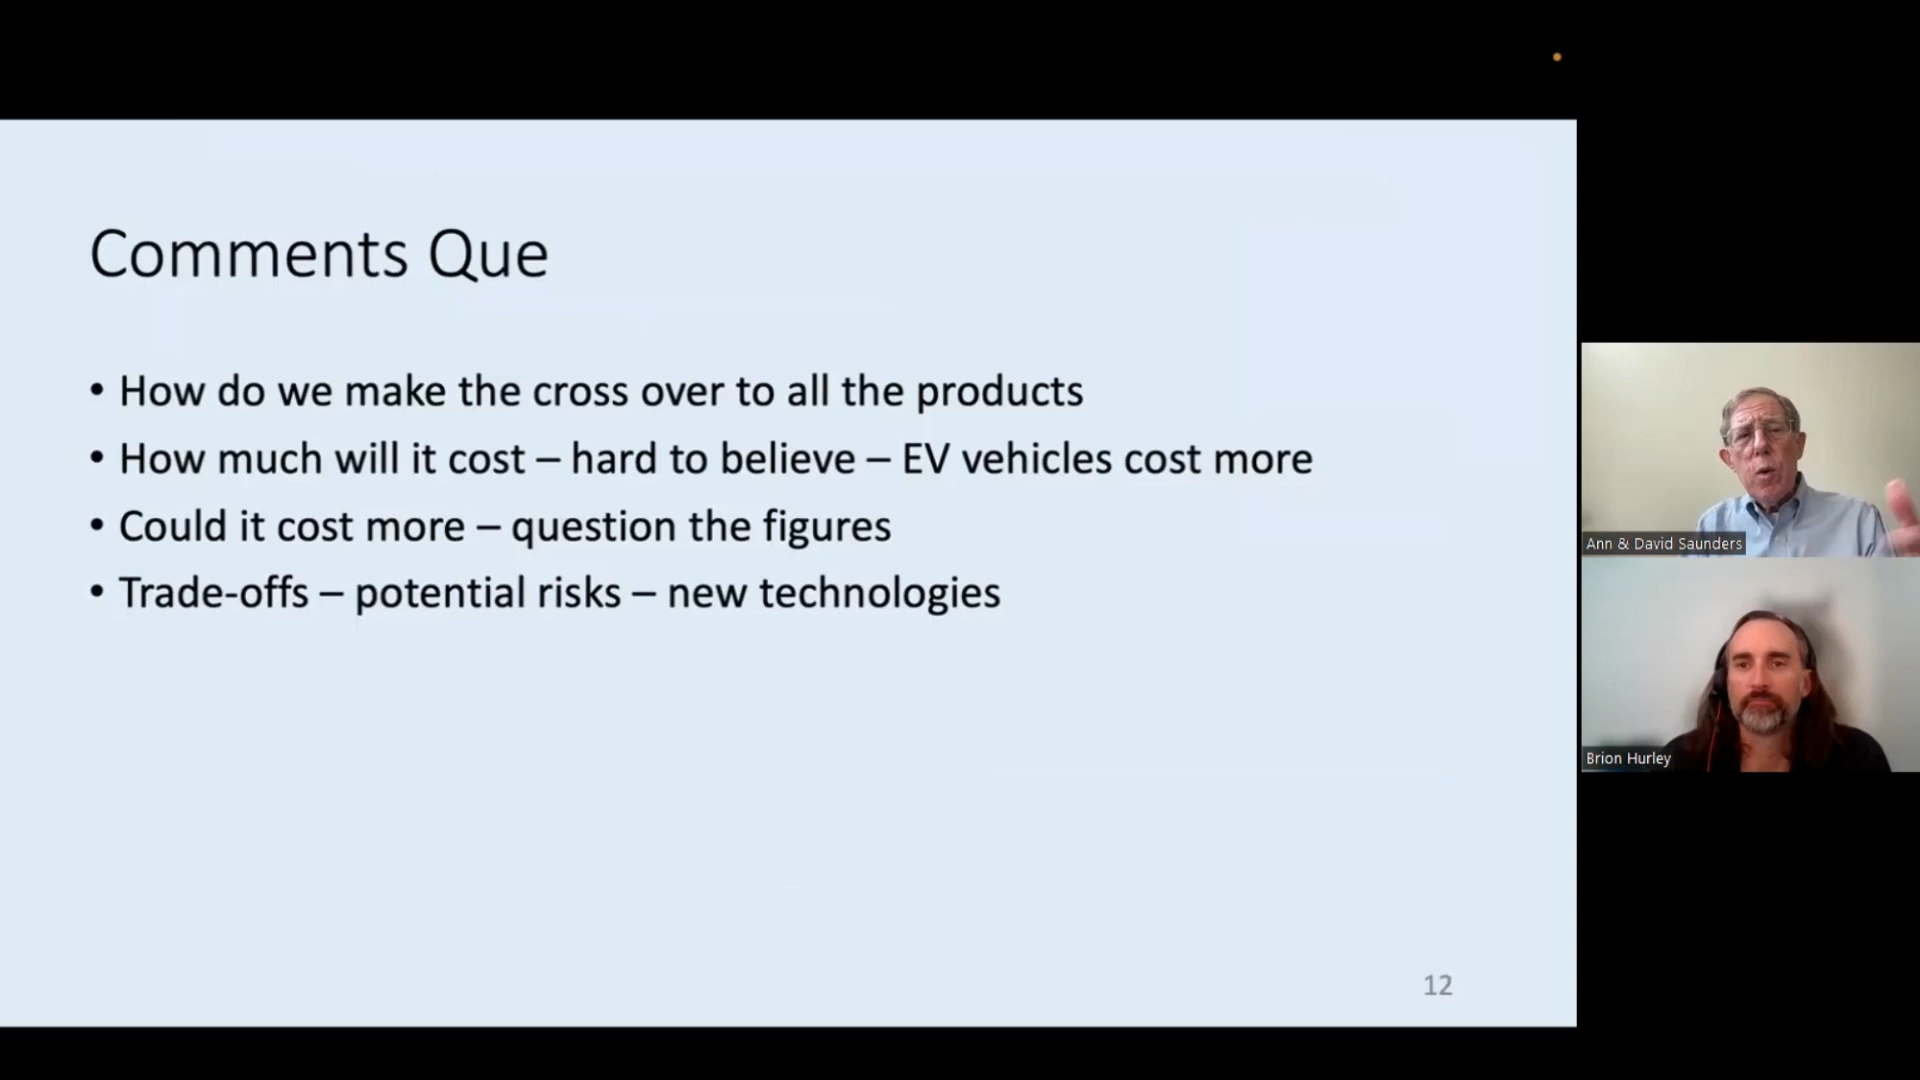 Comments Que
• How do we make the cross over to all the products
• How much will it cost – hard to believe – EV vehicles cost more
• Could it cost more – question the figures
• Trade-offs – potential risks – new technologies
12
Ann & David Saunders
Brion Hurley